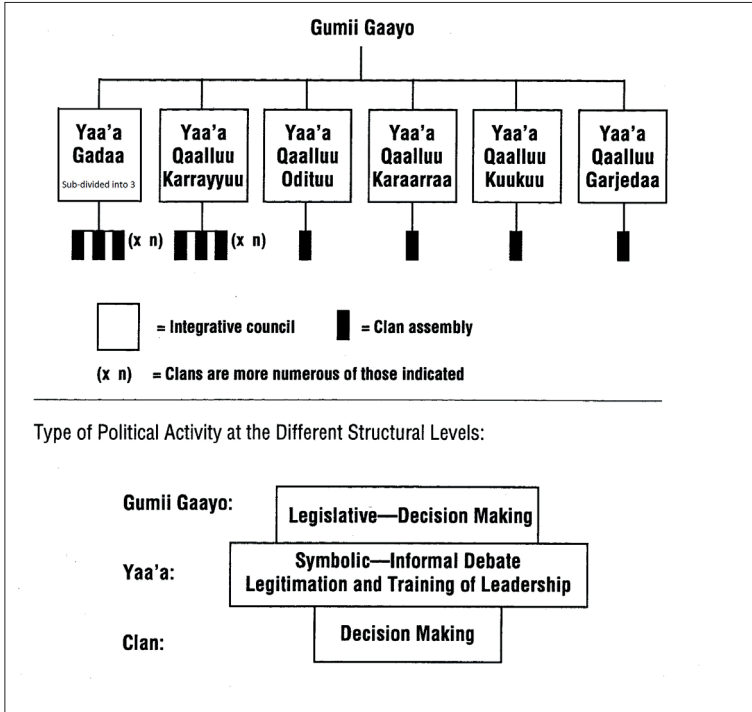 Gumii Gaayo
Yaa'a
Gadaa
Sub-divided into 3
Yaa'a
Qaalluu
Karrayyuu
Yaa'a
Qaalluu
Odituu
Yaa'a
Qaalluu
Karaarraa
Yaa'a
Qaalluu
Kuukuu
Yaa'a
Qaalluu
Garjedaa
(x n)
(x n)
= Integrative council
= Clan assembly
(x n) = Clans are more numerous of those indicated
Type of Political Activity at the Different Structural Levels:
Gumii Gaayo:
Legislative—Decision Making
Yaa'a:
Symbolic—Informal Debate
Legitimation and Training of Leadership
Clan:
Decision Making